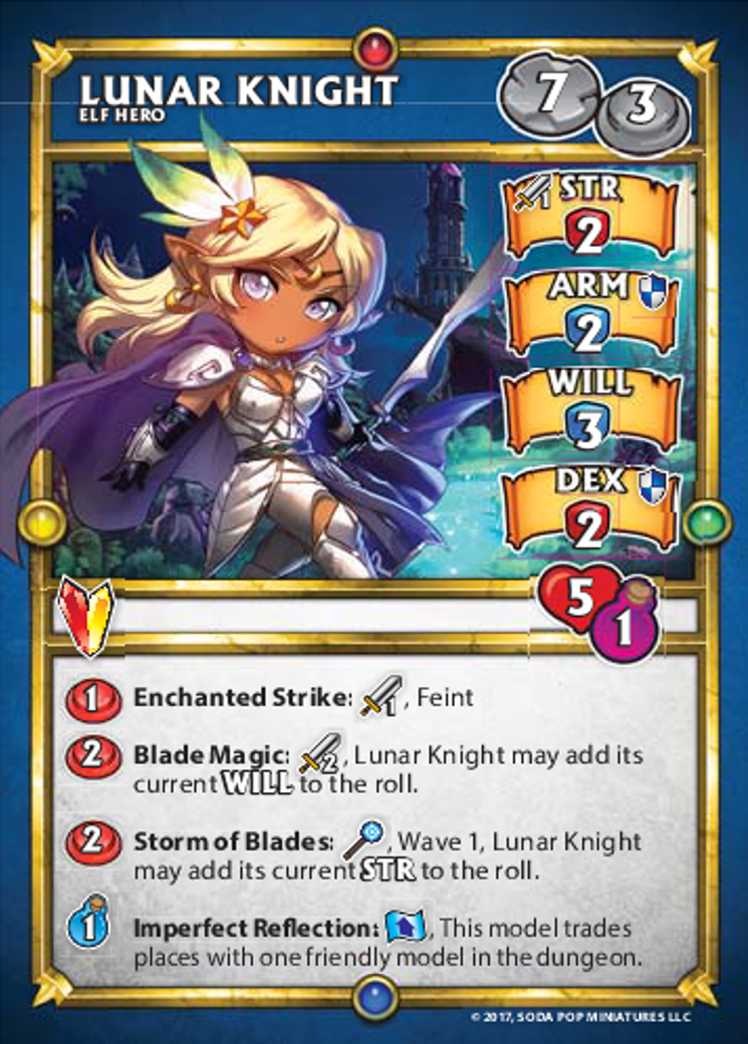 LUNAR KNIGHT
ELF HERO
7
3
1 STR
2
ARM
2
WILL
3
DEX
2
5
1
1 Enchanted Strike: 1, Feint
2 Blade Magic: 2, Lunar Knight may add its
current WILL to the roll.
2 Storm of Blades: , Wave 1, Lunar Knight
may add its current STR to the roll.
1 Imperfect Reflection: , This model trades
places with one friendly model in the dungeon.
© 2017, SODA POP MINIATURES LLC